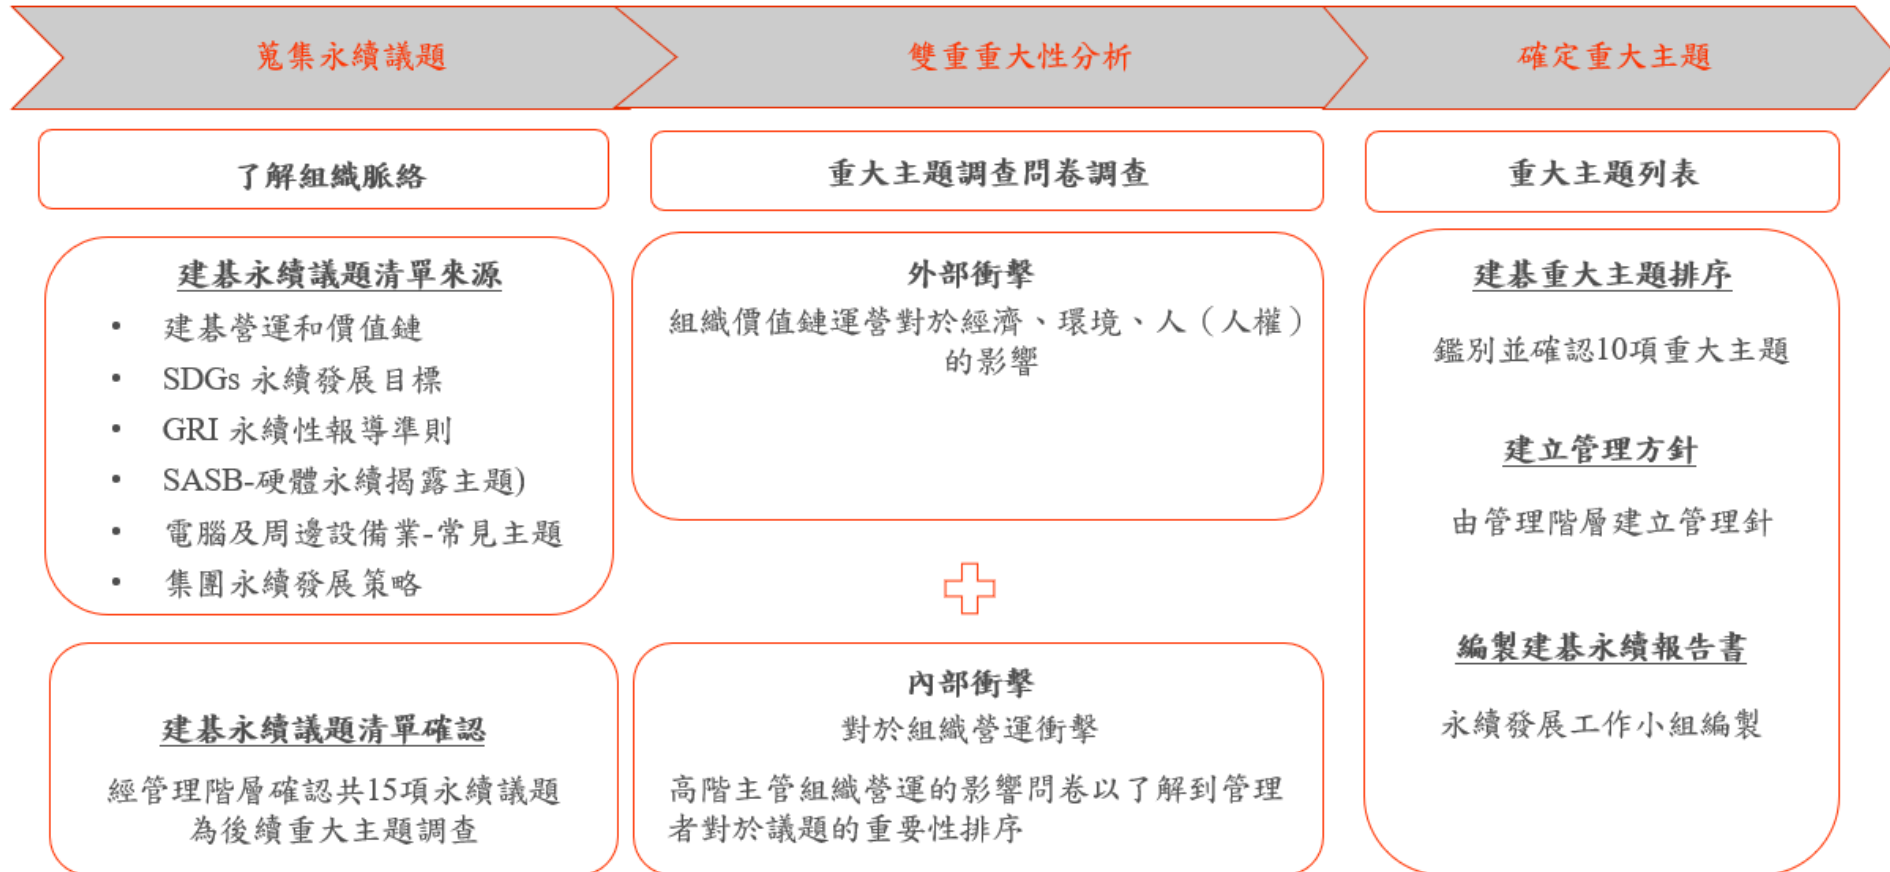 蒐集永續議題
雙重重大性分析
確定重大主題
了解組織脈絡
重大主題調查問卷調查
重大主題列表
建碁永續議題清單來源
• 建碁營運和價值鏈
• SDGs 永續發展目標
• GRI 永續性報導準則
• SASB-硬體永續揭露主題)
• 電腦及周邊設備業-常見主題
• 集團永續發展策略
建碁永續議題清單確認
經管理階層確認共15項永續議題
為後續重大主題調查
外部衝擊
組織價值鏈運營對於經濟、環境、人（人權）
的影響
內部衝擊
對於組織營運衝擊
高階主管組織營運的影響問卷以了解到管理
者對於議題的重要性排序
建碁重大主題排序
鑑別並確認10項重大主題
建立管理方針
由管理階層建立管理針
編製建碁永續報告書
永續發展工作小組編製